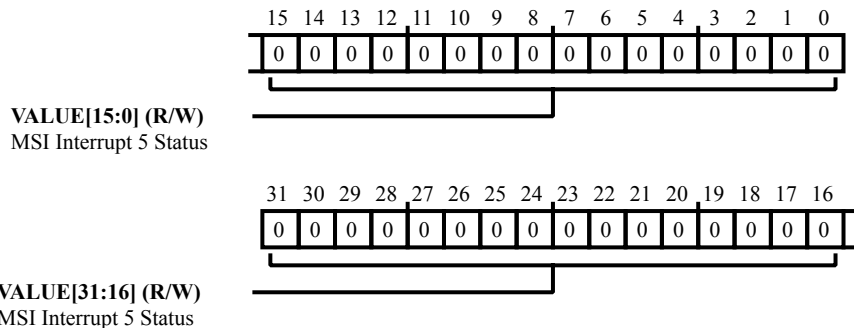 15 14 13 12 11 10 9 8 7 6 5 4 3 2 1 0
0 0 0 0 0 0 0 0 0 0 0 0 0 0 0 0
VALUE[15:0] (R/W)
MSI Interrupt 5 Status
31 30 29 28 27 26 25 24 23 22 21 20 19 18 17 16
0 0 0 0 0 0 0 0 0 0 0 0 0 0 0 0
VALUE[31:16] (R/W)
MSI Interrupt 5 Status